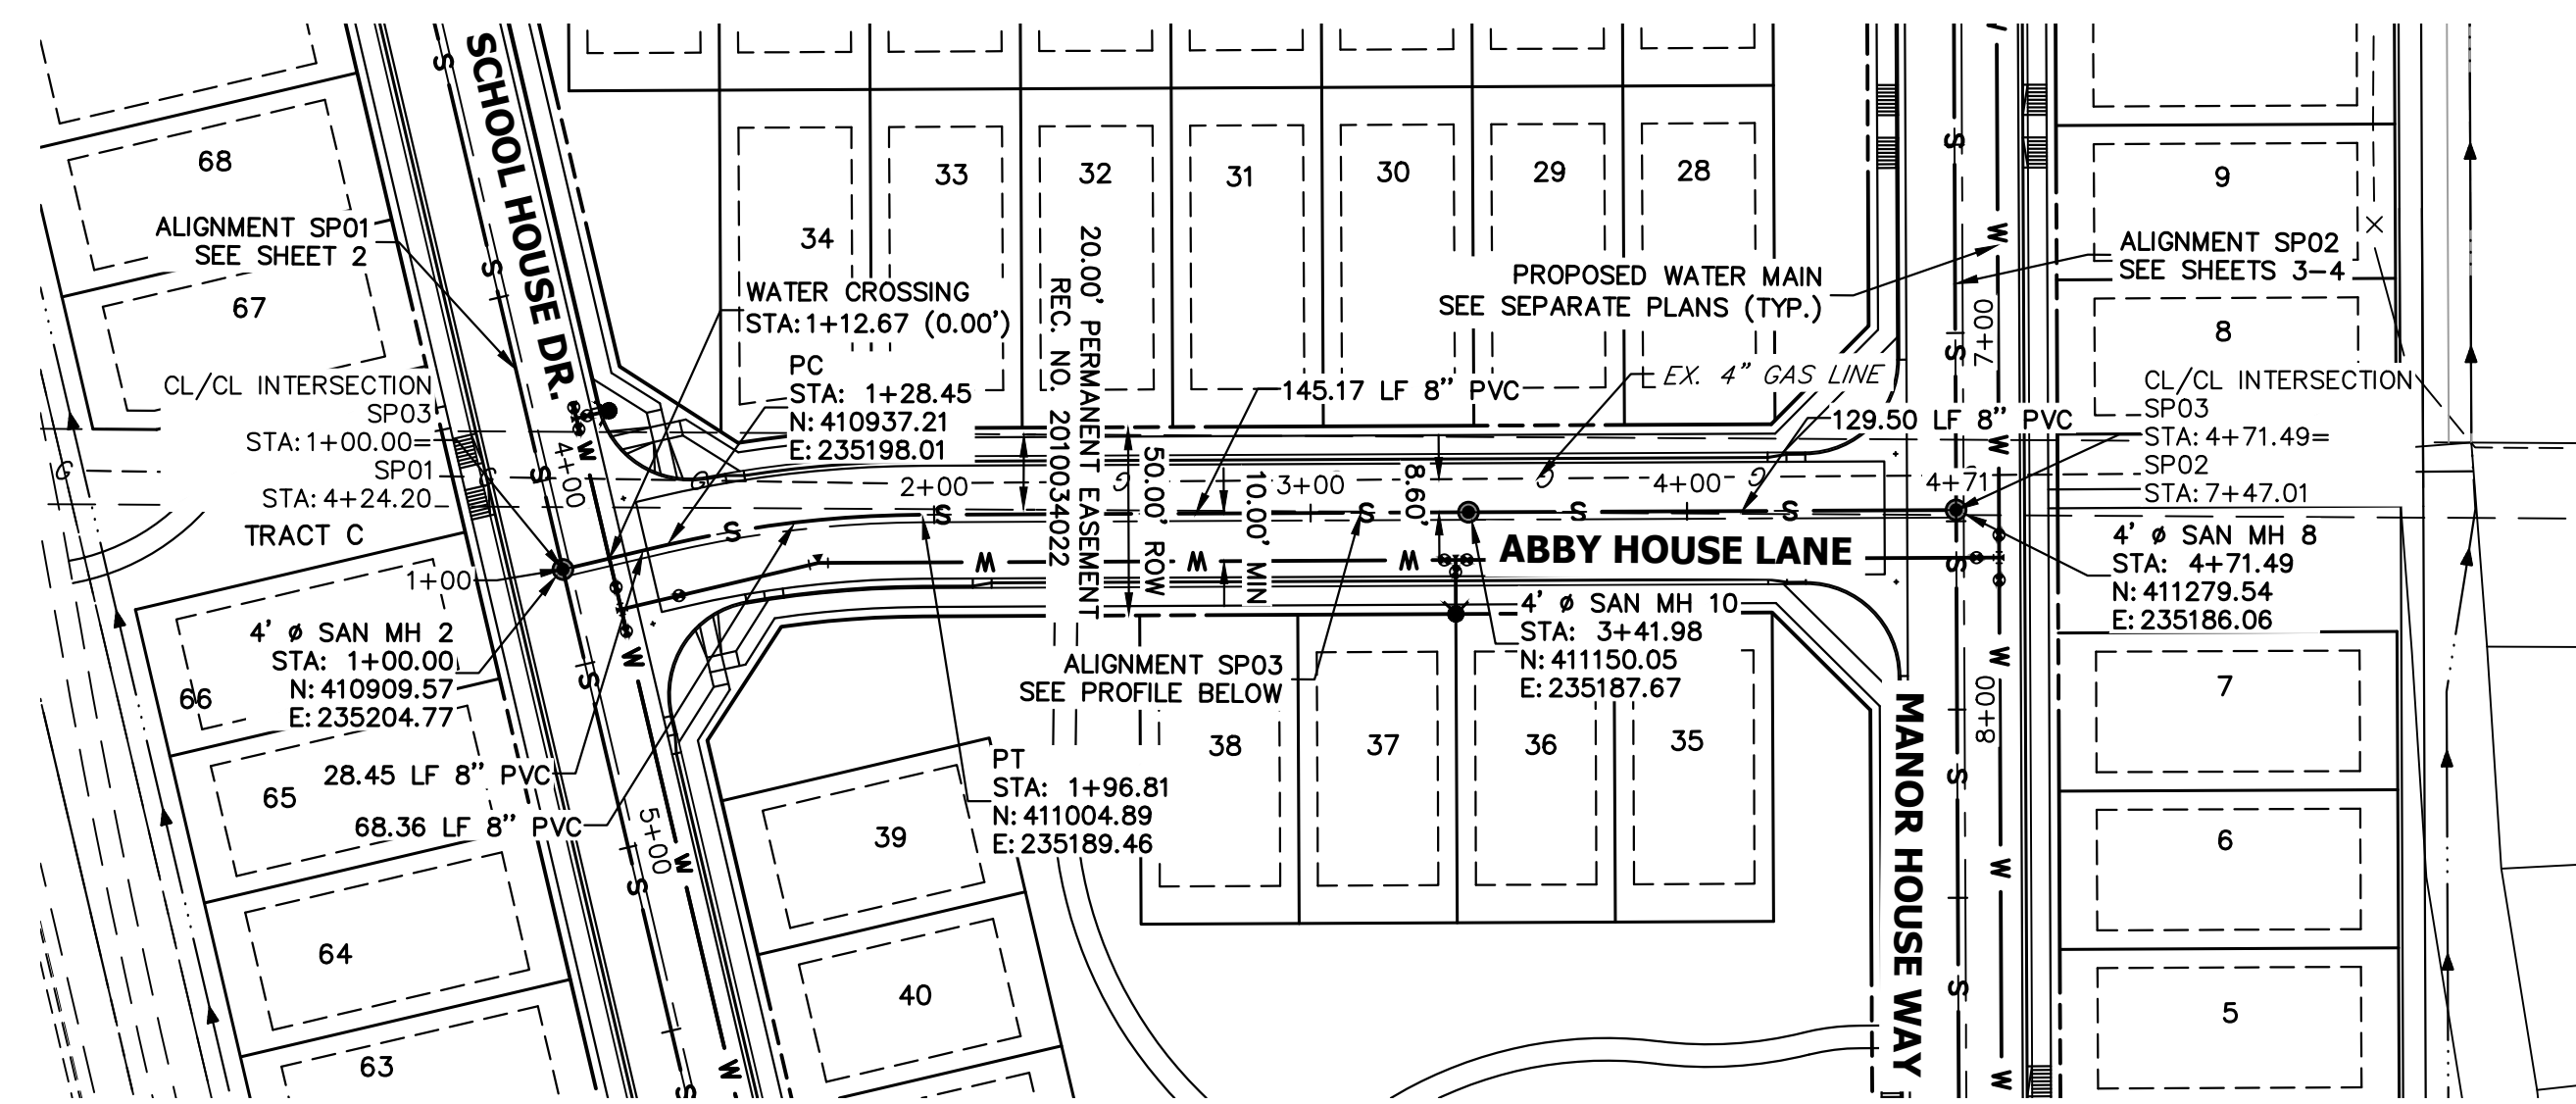 SCHOOL HOUSE DR.
68
ALIGNMENT SP01
SEE SHEET 2
67
CL/CL INTERSECTION
SP03
STA: 1+00.00=
SP01
STA: 4+24.20
TRACT C
1+00
4' ø SAN MH 2
STA: 1+00.00
N: 410909.57
E: 235204.77
66
28.45 LF 8" PVC
65
68.36 LF 8" PVC
64
63
4+00
5+00
34
33
32
31
30
29
28
WATER CROSSING
STA: 1+12.67 (0.00')
PC
STA: 1+28.45
N: 410937.21
E: 235198.01
20.00' PERMANENT EASEMENT
REC. NO. 2010034022
50.00' ROW
10.00' MIN
8.60'
PROPOSED WATER MAIN
SEE SEPARATE PLANS (TYP.)
145.17 LF 8" PVC
EX. 4" GAS LINE
129.50 LF 8" PVC
2+00
3+00
4+00
4+71
G
G
G
G
G
G
S
S
S
S
S
W
W
W
ABBY HOUSE LANE
ALIGNMENT SP03
SEE PROFILE BELOW
4' ø SAN MH 10
STA: 3+41.98
N: 411150.05
E: 235187.67
PT
STA: 1+96.81
N: 411004.89
E: 235189.46
38
37
36
35
39
40
S
S
S
S
S
S
W
W
W
W
MANOR HOUSE WAY
7+00
8+00
S
S
S
S
S
W
W
W
W
W
ALIGNMENT SP02
SEE SHEETS 3-4
9
8
CL/CL INTERSECTION
SP03
STA: 4+71.49=
SP02
STA: 7+47.01
4' ø SAN MH 8
STA: 4+71.49
N: 411279.54
E: 235186.06
7
6
5